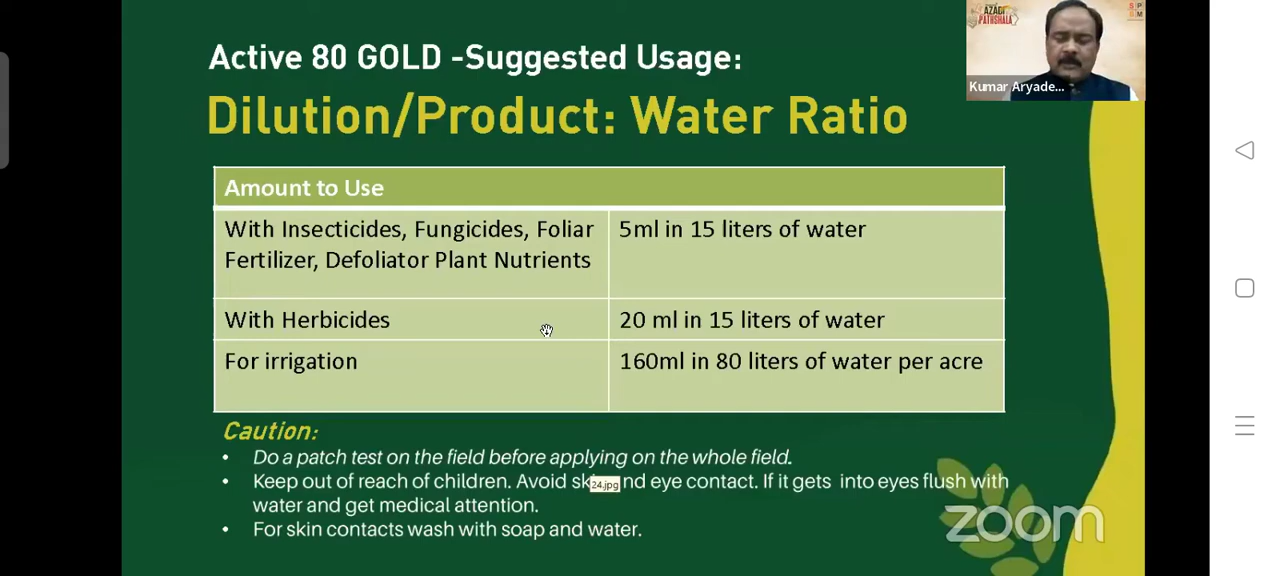 AZADI
PATHSHALA
S P
S M
Kumar Aryade...
Active 80 GOLD -Suggested Usage:
Dilution/Product: Water Ratio
Amount to Use
With Insecticides, Fungicides, Foliar
Fertilizer, Defoliator Plant Nutrients
5ml in 15 liters of water
With Herbicides
20 ml in 15 liters of water
For irrigation
160ml in 80 liters of water per acre
Caution:
• Do a patch test on the field before applying on the whole field.
• Keep out of reach of children. Avoid sk nd eye contact. If it gets into eyes flush with
24.jpg
water and get medical attention.
• For skin contacts wash with soap and water.
zoom